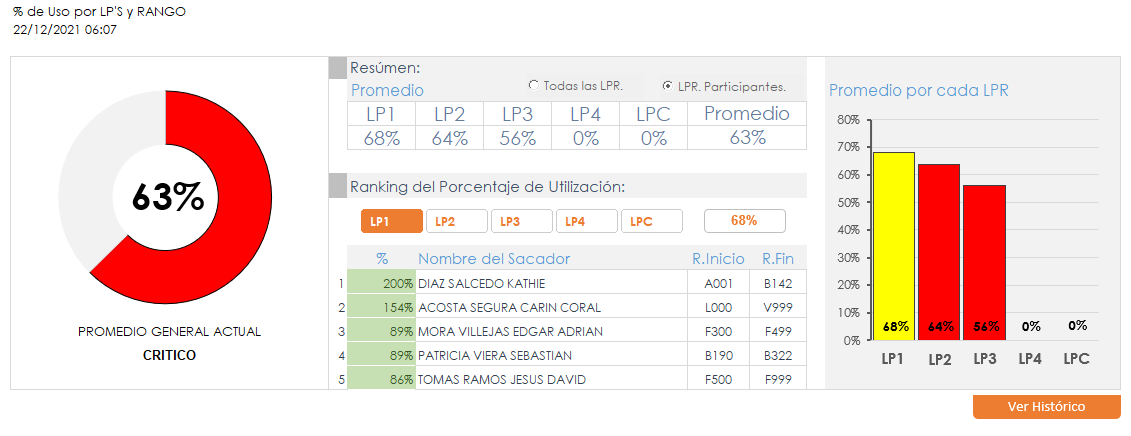 % de Uso por LP'S y RANGO
22/12/2021 06:07
63%
PROMEDIO GENERAL ACTUAL
CRITICO
Resúmen:
Promedio
Todas las LPR.
LPR. Participantes.
LP1 LP2 LP3 LP4 LPC Promedio
68% 64% 56% 0% 0% 63%
Ranking del Porcentaje de Utilización:
LP1 LP2 LP3 LP4 LPC 68%
% Nombre del Sacador R.Inicio R.Fin
1 200% DIAZ SALCEDO KATHIE A001 B142
2 154% ACOSTA SEGURA CARIN CORAL L000 V999
3 89% MORA VILLEJAS EDGAR ADRIAN F300 F499
4 89% PATRICIA VIERA SEBASTIAN B190 B322
5 86% TOMAS RAMOS JESUS DAVID F500 F999
Promedio por cada LPR
80%
70%
60%
50%
40%
30%
20%
10%
0%
68% 64% 56% 0% 0%
LP1 LP2 LP3 LP4 LPC
Ver Histórico